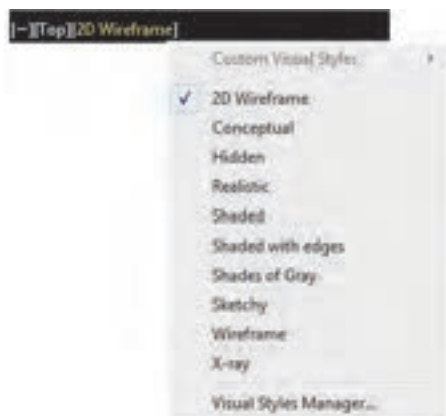 [−][Top][2D Wireframe]
Custom Visual Styles
2D Wireframe
Conceptual
Hidden
Realistic
Shaded
Shaded with edges
Shades of Gray
Sketchy
Wireframe
X-ray
Visual Styles Manager...